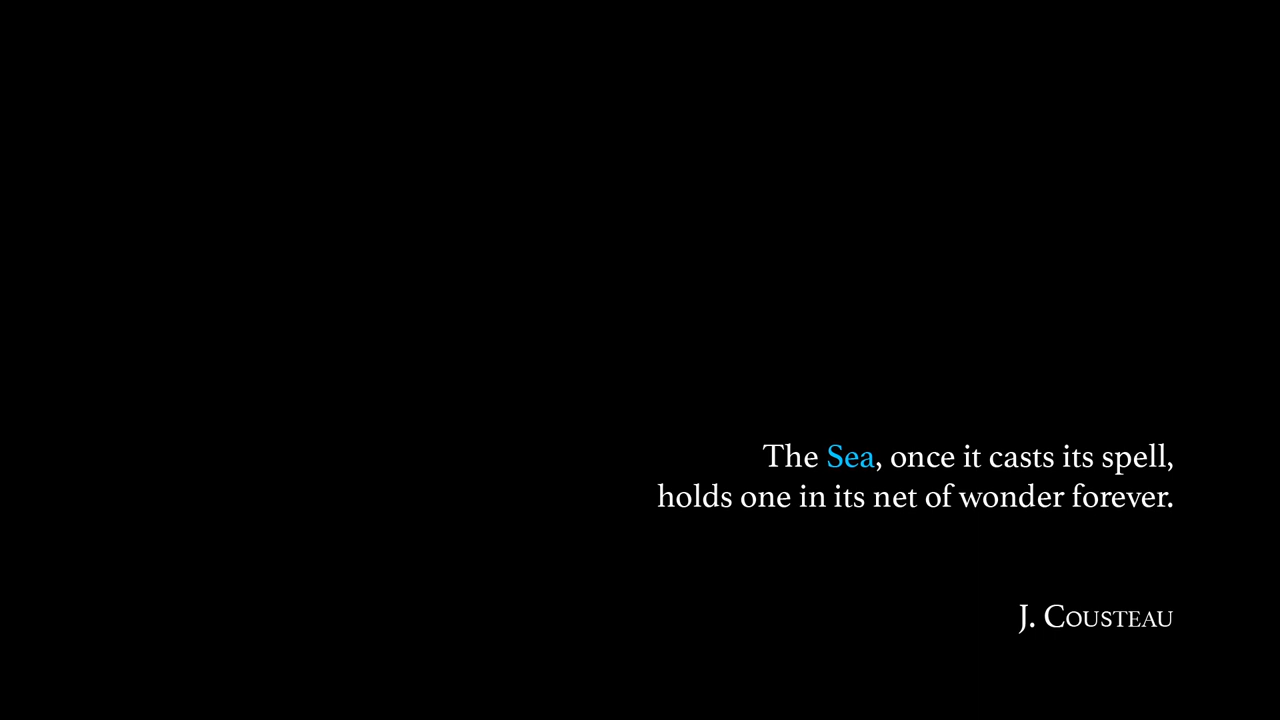 The Sea, once it casts its spell,
holds one in its net of wonder forever.
J. Cousteau